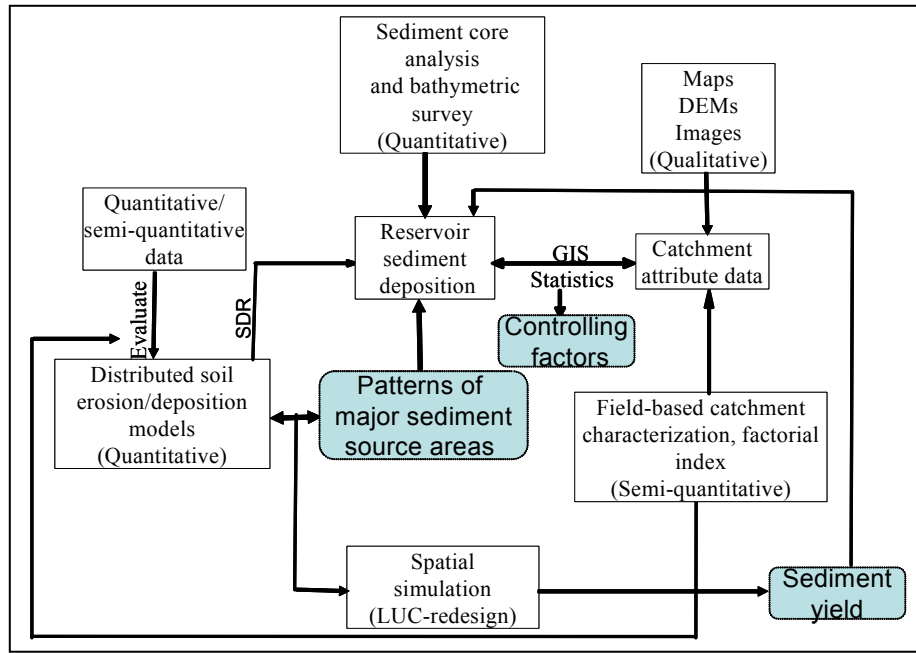 Sediment core
analysis
and bathymetric
survey
(Quantitative)
Maps
DEMs
Images
(Qualitative)
Quantitative/
semi-quantitative
data
Reservoir
sediment
deposition
GIS
Statistics
Catchment
attribute data
Evaluate
SDR
Controlling
factors
Distributed soil
erosion/deposition
models
(Quantitative)
Patterns of
major sediment
source areas
Field-based catchment
characterization, factorial
index
(Semi-quantitative)
Spatial
simulation
(LUC-redesign)
Sediment
yield